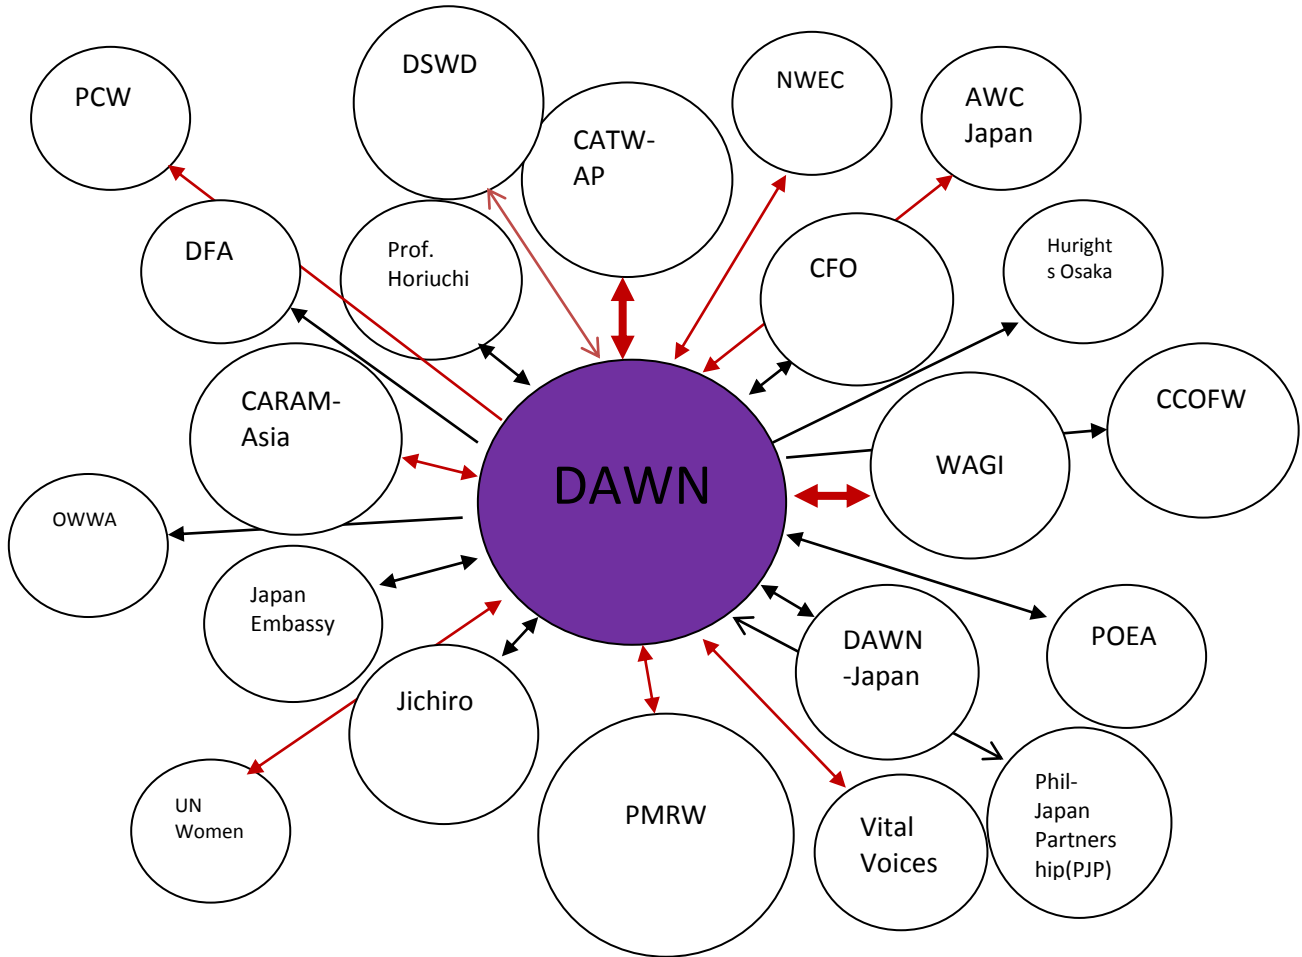 PCW
DSWD
NWEC
AWC
Japan
CATW-
AP
DFA
Prof.
Horiuchi
CFO
Huright
s Osaka
CARAM-
Asia
CCOFW
WAGI
DAWN
OWWA
Japan
Embassy
DAWN
-Japan
POEA
Jichiro
UN
Women
PMRW
Vital
Voices
Phil-
Japan
Partners
hip(PJP)